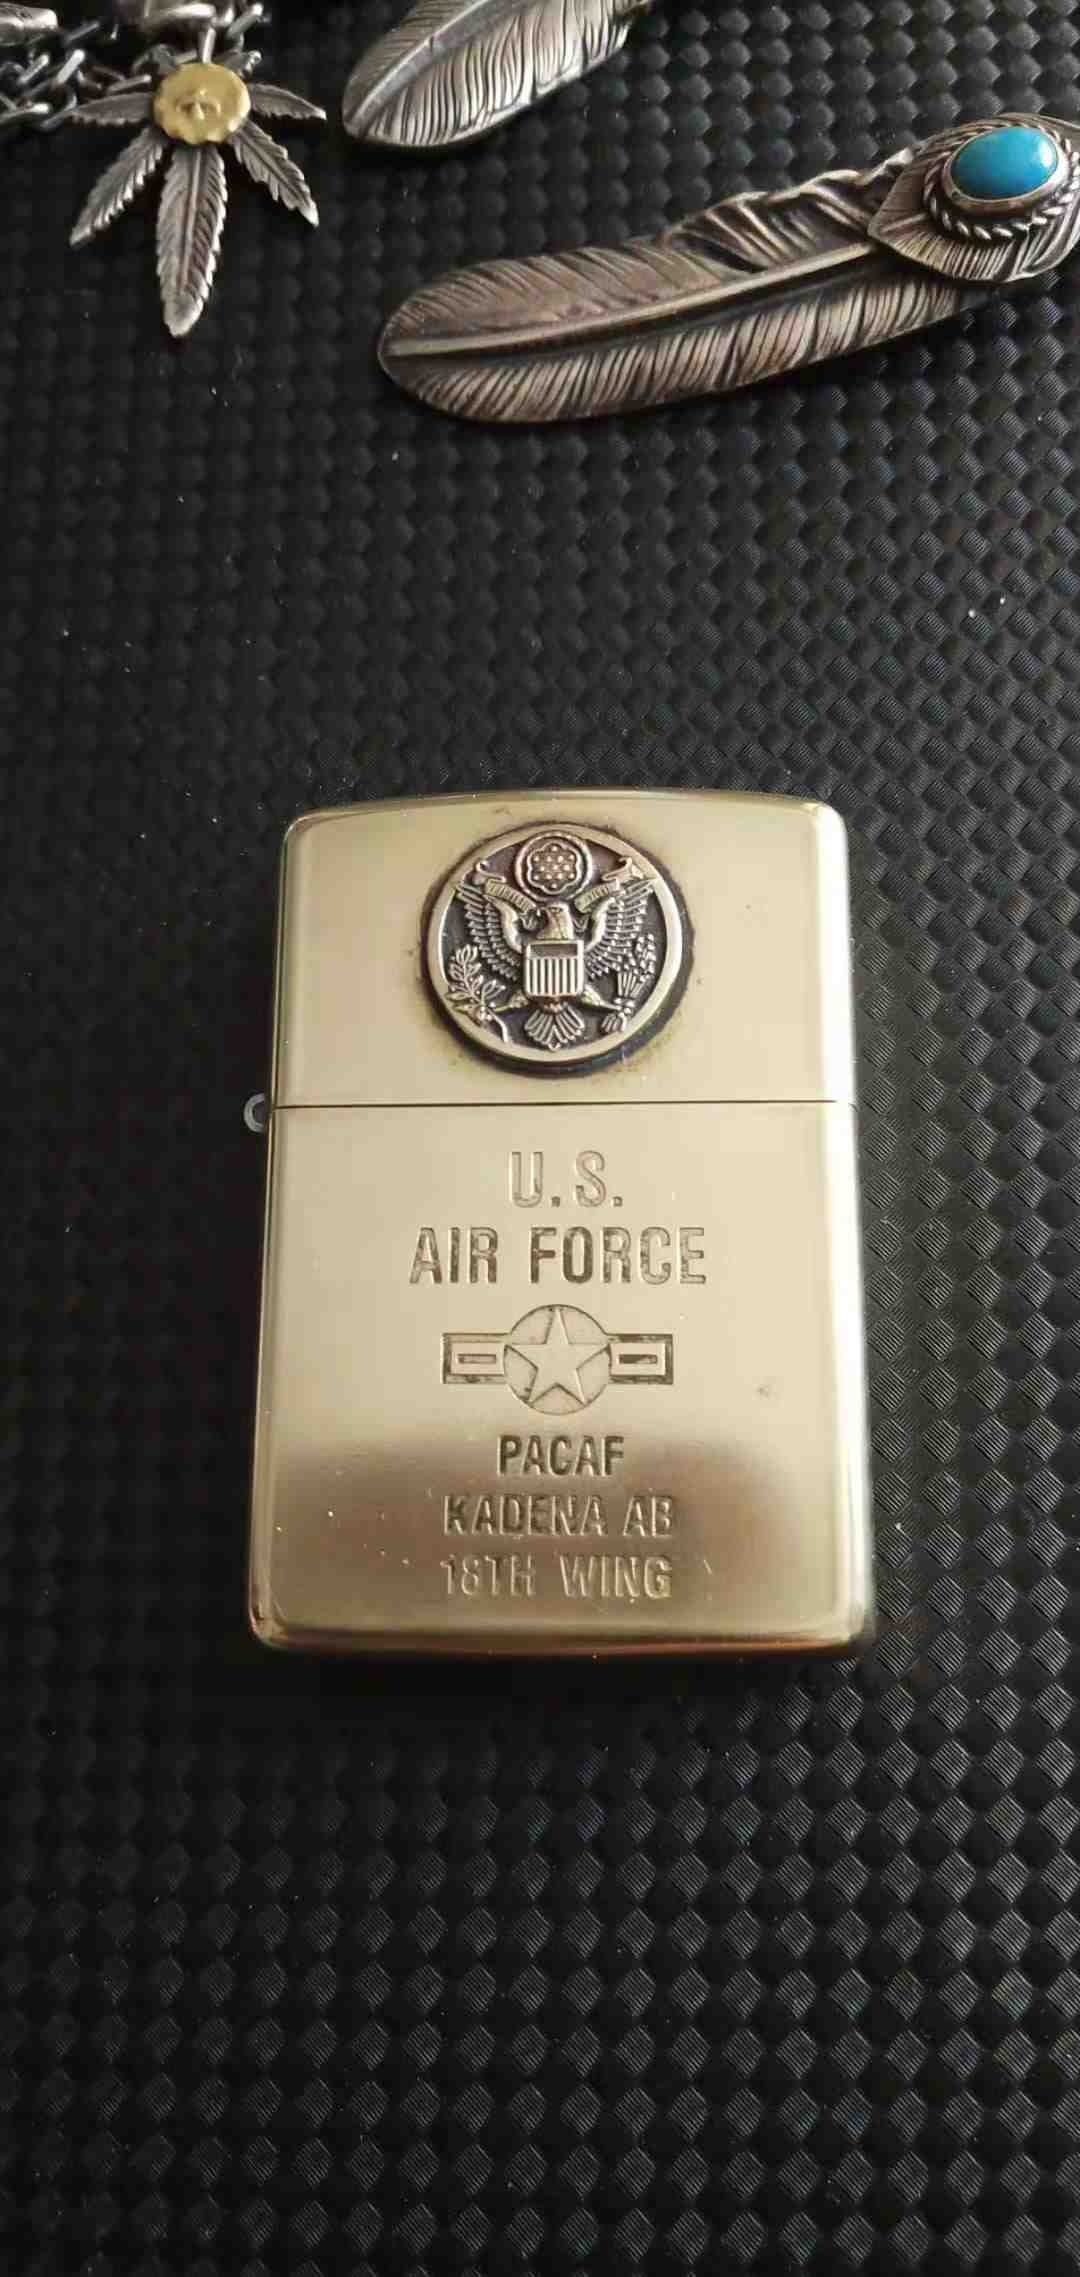 U.S.
AIR FORCE
PACAF
KADENA AB
18TH WING